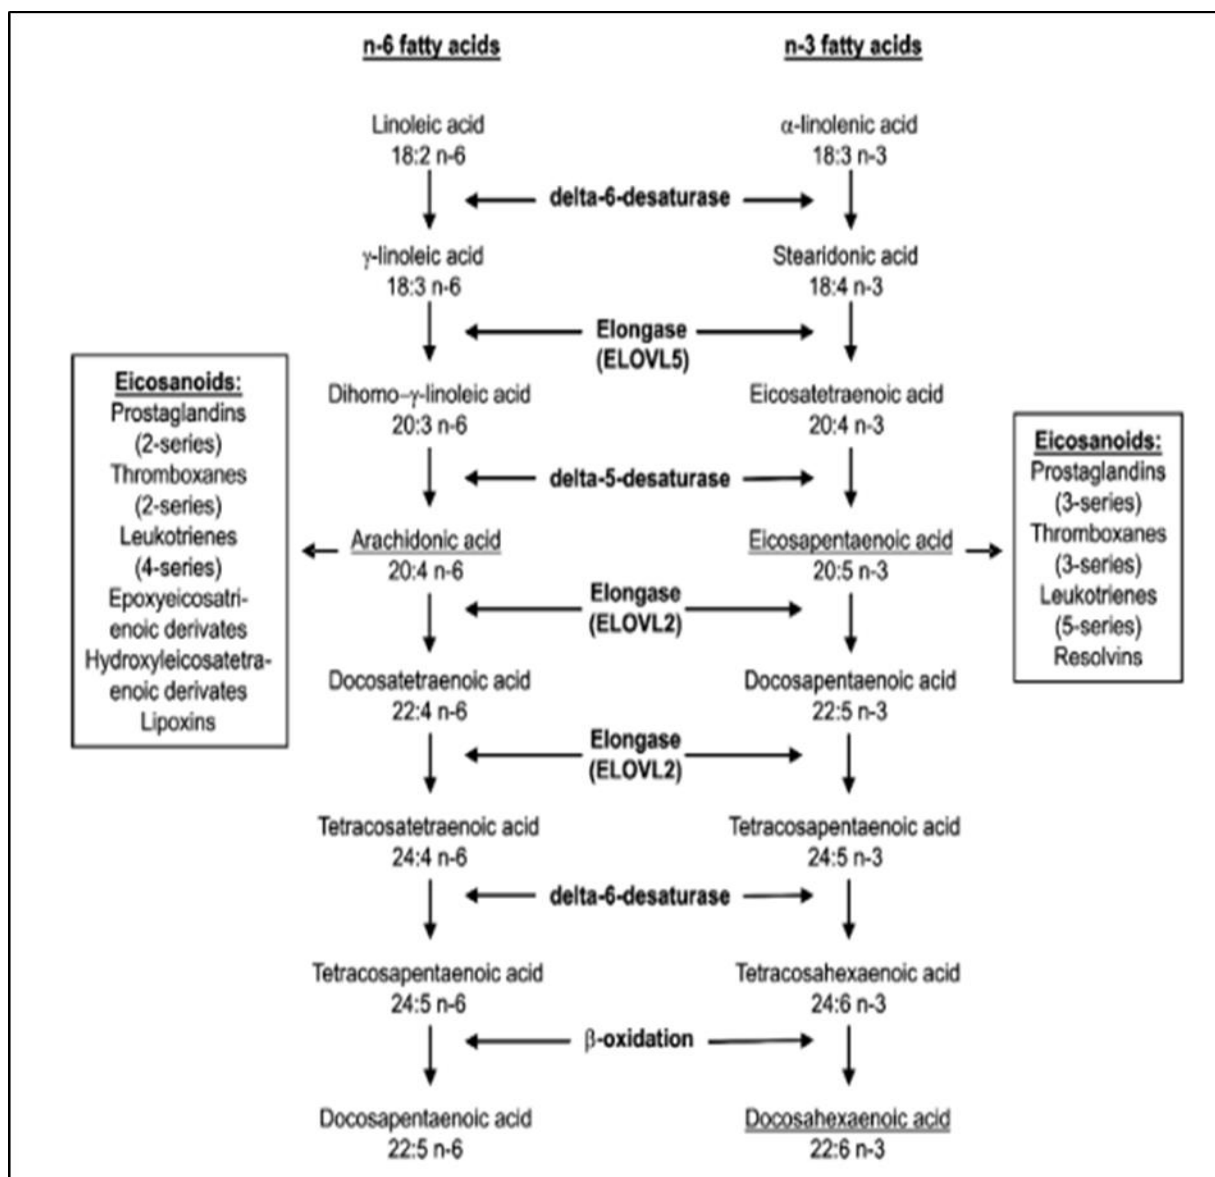 n-6 fatty acids
n-3 fatty acids
Linoleic acid
18:2 n-6
α-linolenic acid
18:3 n-3
delta-6-desaturase
γ-linoleic acid
18:3 n-6
Stearidonic acid
18:4 n-3
Elongase
(ELOVL5)
Dihomo–γ-linoleic acid
20:3 n-6
Eicosatetraenoic acid
20:4 n-3
delta-5-desaturase
Arachidonic acid
20:4 n-6
Eicosapentaenoic acid
20:5 n-3
Elongase
(ELOVL2)
Docosatetraenoic acid
22:4 n-6
Docosapentaenoic acid
22:5 n-3
Elongase
(ELOVL2)
Tetracosatetraenoic acid
24:4 n-6
Tetracosapentaenoic acid
24:5 n-3
delta-6-desaturase
Tetracosapentaenoic acid
24:5 n-6
Tetracosahexaenoic acid
24:6 n-3
β-oxidation
Docosapentaenoic acid
22:5 n-6
Docosahexaenoic acid
22:6 n-3
Eicosanoids:
Prostaglandins
(2-series)
Thromboxanes
(2-series)
Leukotrienes
(4-series)
Epoxyeicosatri-
enoic derivates
Hydroxyleicosatetra-
enoic derivates
Lipoxins
Eicosanoids:
Prostaglandins
(3-series)
Thromboxanes
(3-series)
Leukotrienes
(5-series)
Resolvins